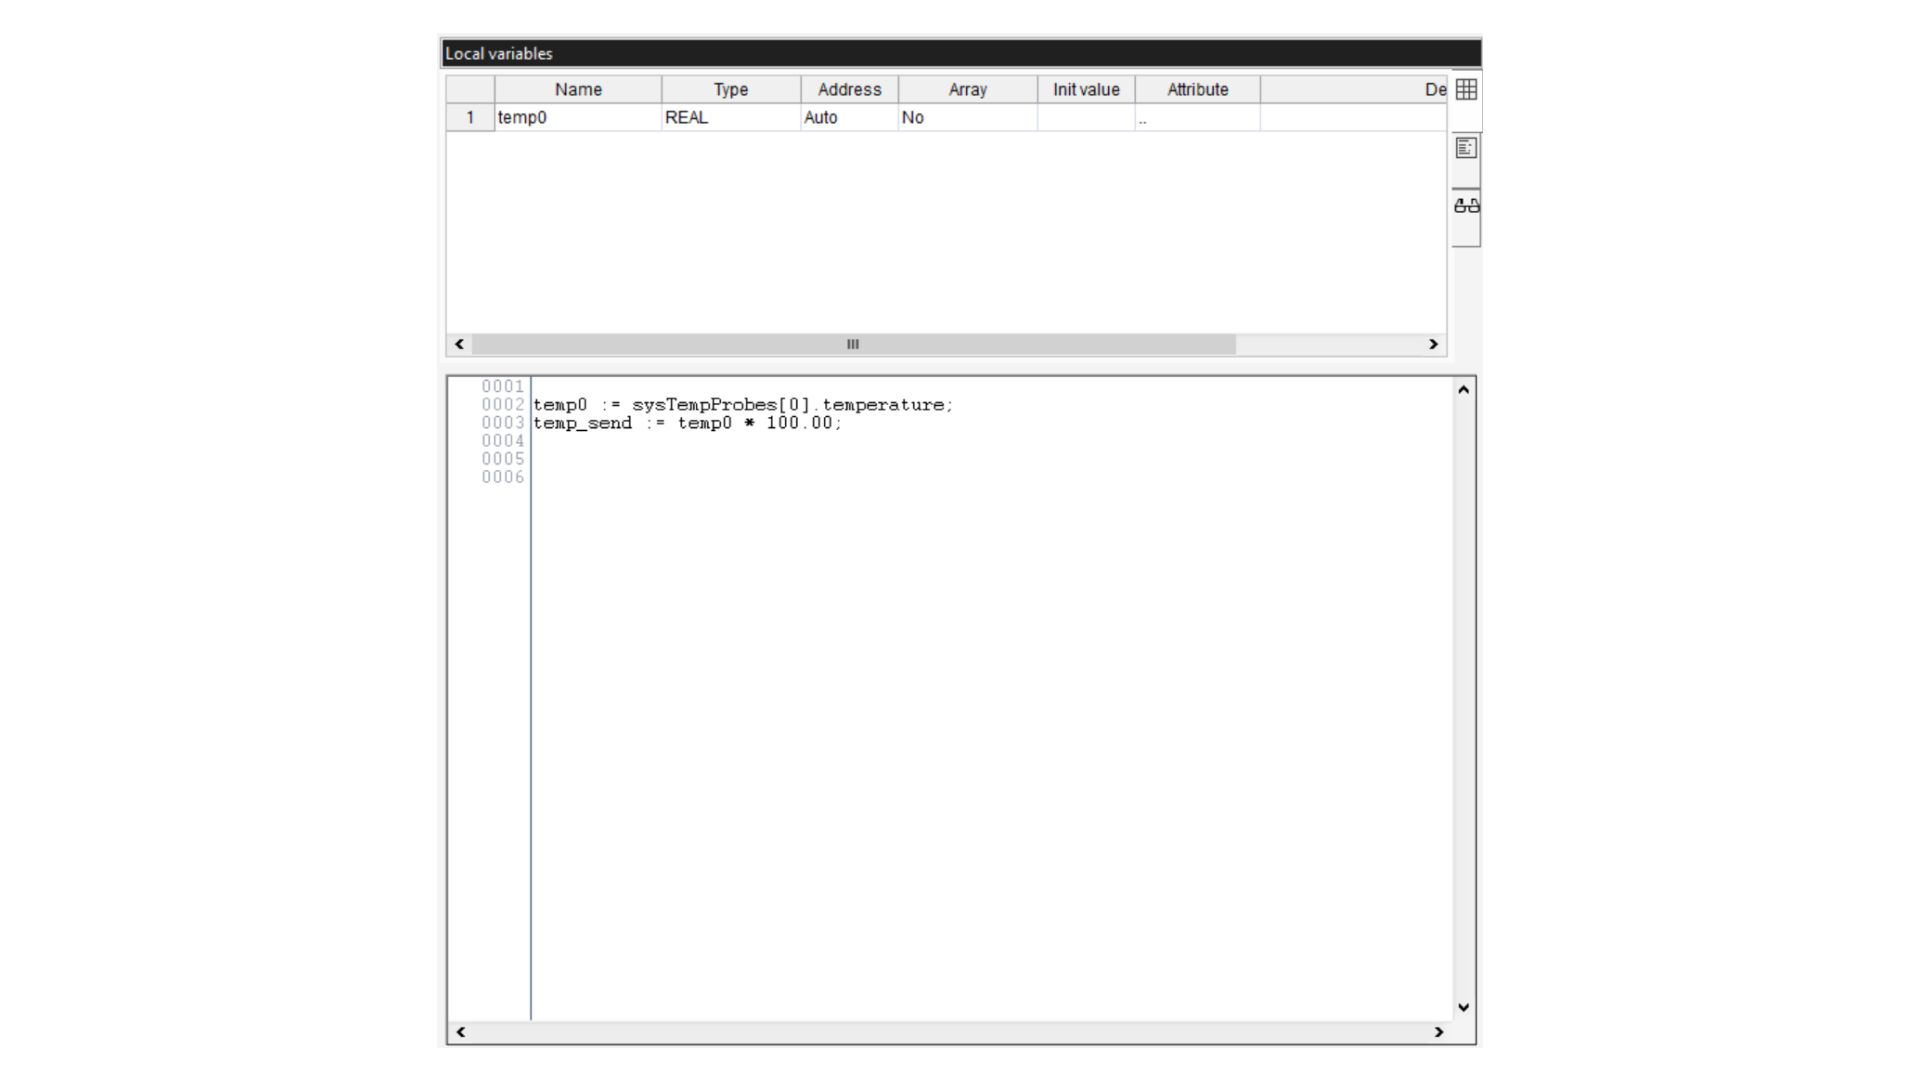 Local variables
Name Type Address Array Init value Attribute De
1 temp0 REAL Auto No ..
0001
0002 temp0 := sysTempProbes[0].temperature;
0003 temp_send := temp0 * 100.00;
0004
0005
0006